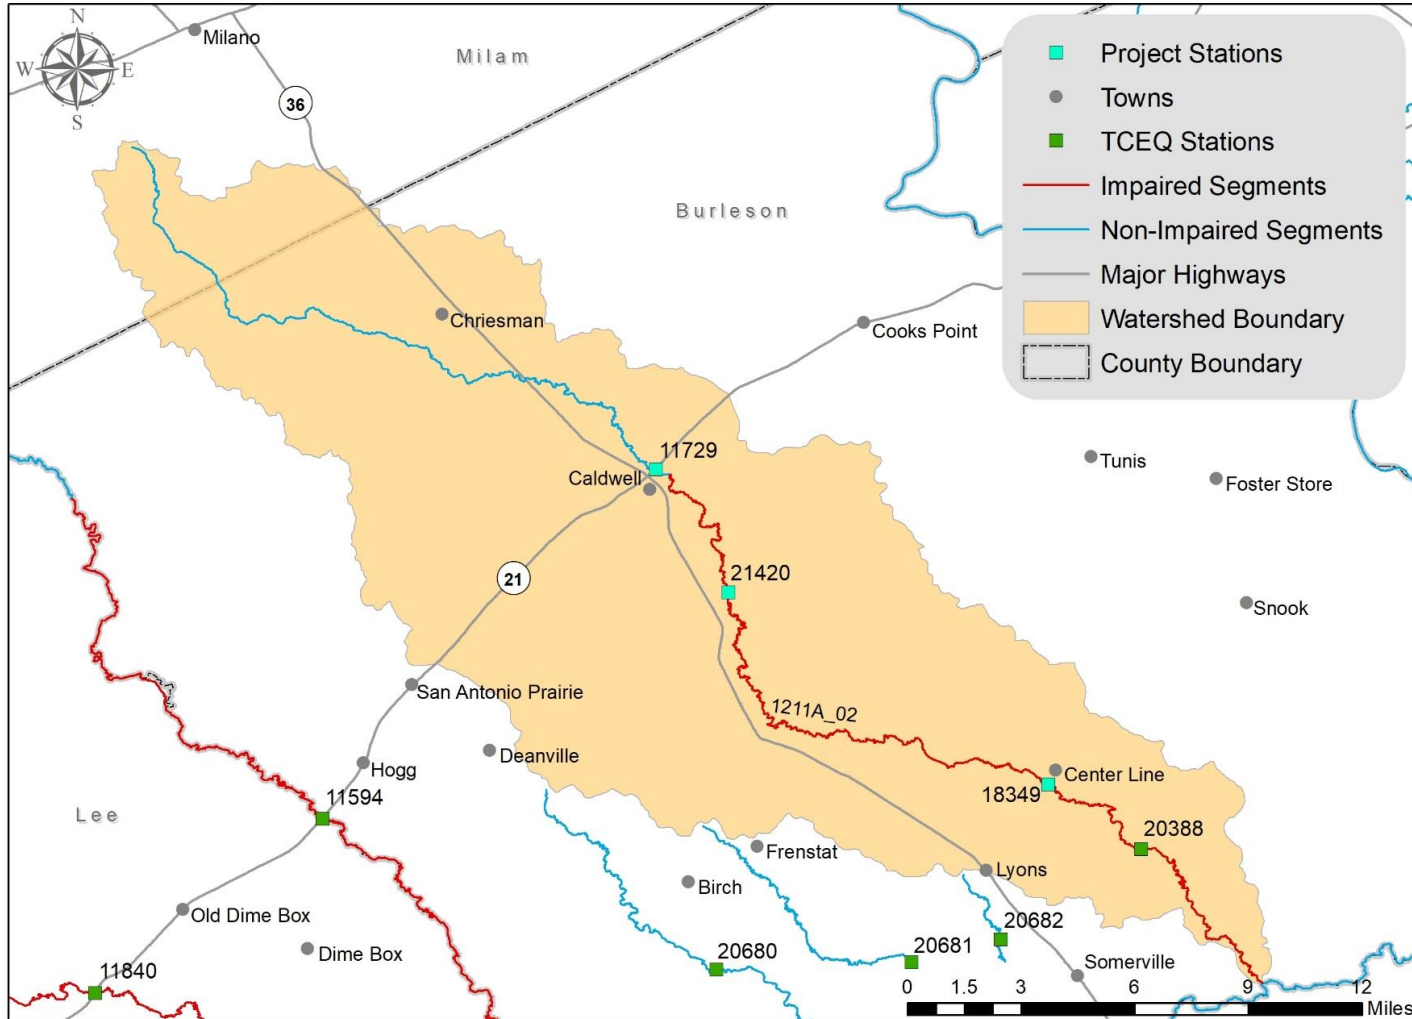 N
W E
S
Milano
Milam
36
Burleson
Project Stations
Towns
TCEQ Stations
Impaired Segments
Non-Impaired Segments
Major Highways
Watershed Boundary
County Boundary
Chriesman
Cooks Point
11729
Caldwell
Tunis
Foster Store
21420
21
Snook
San Antonio Prairie
1211A_02
Deanville
Hogg
Center Line
18349
11594
Lee
20388
Frenstat
Lyons
Birch
Old Dime Box
20682
Dime Box
20681
20680
11840
Somerville
0 1.5 3 6 9 12
Miles